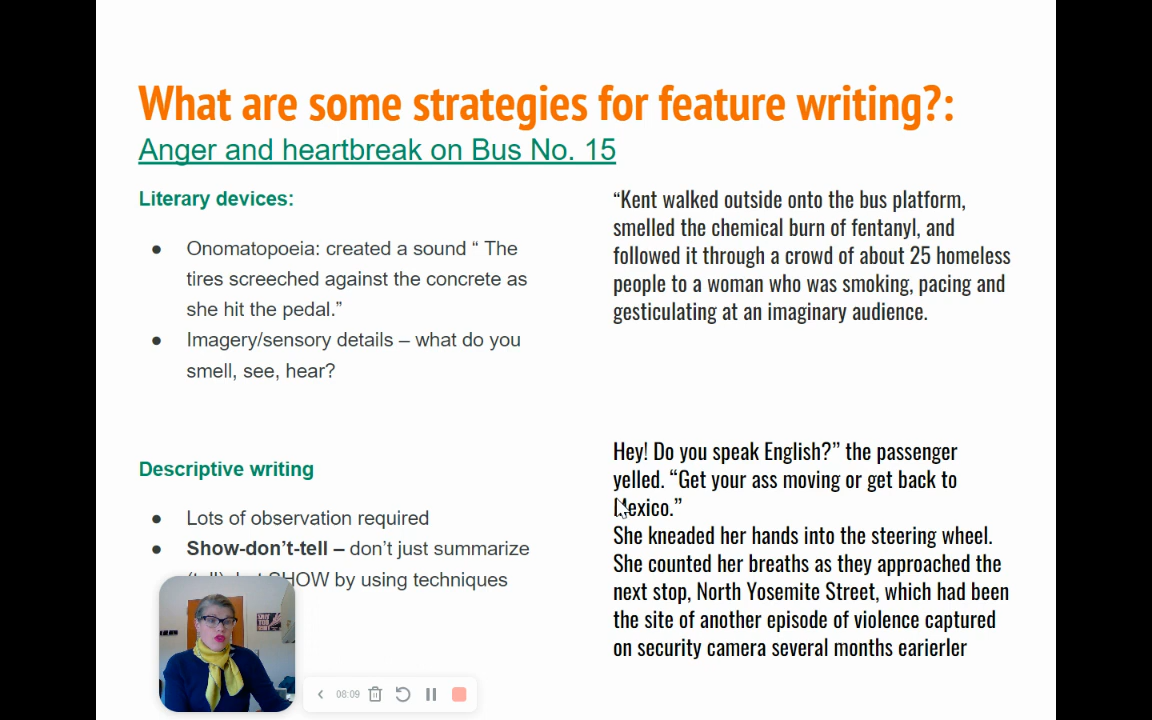 What are some strategies for feature writing?:
Anger and heartbreak on Bus No. 15
Literary devices:
Onomatopoeia: created a sound “ The
tires screeched against the concrete as
she hit the pedal.”
Imagery/sensory details – what do you
smell, see, hear?
Descriptive writing
Lots of observation required
Show-don’t-tell – don’t just summarize
SHOW by using techniques
“Kent walked outside onto the bus platform,
smelled the chemical burn of fentanyl, and
followed it through a crowd of about 25 homeless
people to a woman who was smoking, pacing and
gesticulating at an imaginary audience.
Hey! Do you speak English?” the passenger
yelled. “Get your ass moving or get back to
Mexico.”
She kneaded her hands into the steering wheel.
She counted her breaths as they approached the
next stop, North Yosemite Street, which had been
the site of another episode of violence captured
on security camera several months earierler
08:09